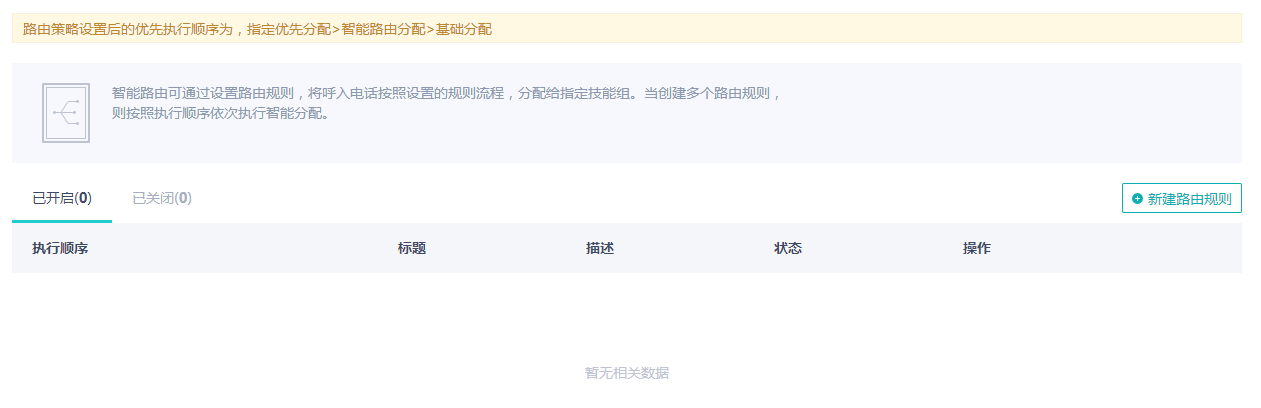 路由策略设置后的优先执行顺序为，指定优先分配>智能路由分配>基础分配
智能路由可通过设置路由规则，将呼入电话按照设置的规则流程，分配给指定技能组。当创建多个路由规则，
则按照执行顺序依次执行智能分配。
已开启(0) 已关闭(0) 新建路由规则
执行顺序 标题 描述 状态 操作
暂无相关数据